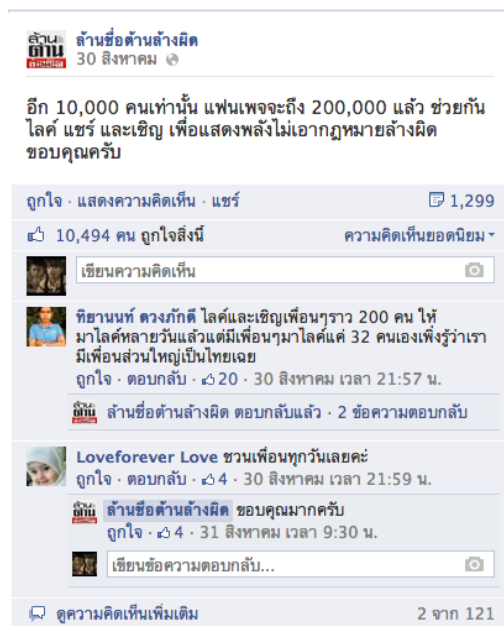 ล้านชื่อต้านล้างผิด
30 สิงหาคม
อีก 10,000 คนเท่านั้น แฟนเพจจะถึง 200,000 แล้ว ช่วยกัน
ไลค์ แชร์ และเชิญ เพื่อแสดงพลังไม่เอากฎหมายล้างผิด
ขอบคุณครับ
ถูกใจ · แสดงความคิดเห็น · แชร์ 1,299
10,494 คน ถูกใจสิ่งนี้ ความคิดเห็นยอดนิยม
เขียนความคิดเห็น
ทิยานนท์ ดวงภักดี ไลค์และเชิญเพื่อนๆราว 200 คน ให้
มาไลค์หลายวันแล้วแต่มีเพื่อนๆมาไลค์แค่ 32 คนเองเพิ่งรู้ว่าเรา
มีเพื่อนส่วนใหญ่เป็นไทยเฉย
ถูกใจ · ตอบกลับ · 20 · 30 สิงหาคม เวลา 21:57 น.
ล้านชื่อต้านล้างผิด ตอบกลับแล้ว · 2 ข้อความตอบกลับ
Loveforever Love ชวนเพื่อนทุกวันเลยคะ่
ถูกใจ · ตอบกลับ · 4 · 30 สิงหาคม เวลา 21:59 น.
ล้านชื่อต้านล้างผิด ขอบคุณมากครับ
ถูกใจ · 4 · 31 สิงหาคม เวลา 9:30 น.
เขียนข้อความตอบกลับ...
ดูความคิดเห็นเพิ่มเติม 2 จาก 121